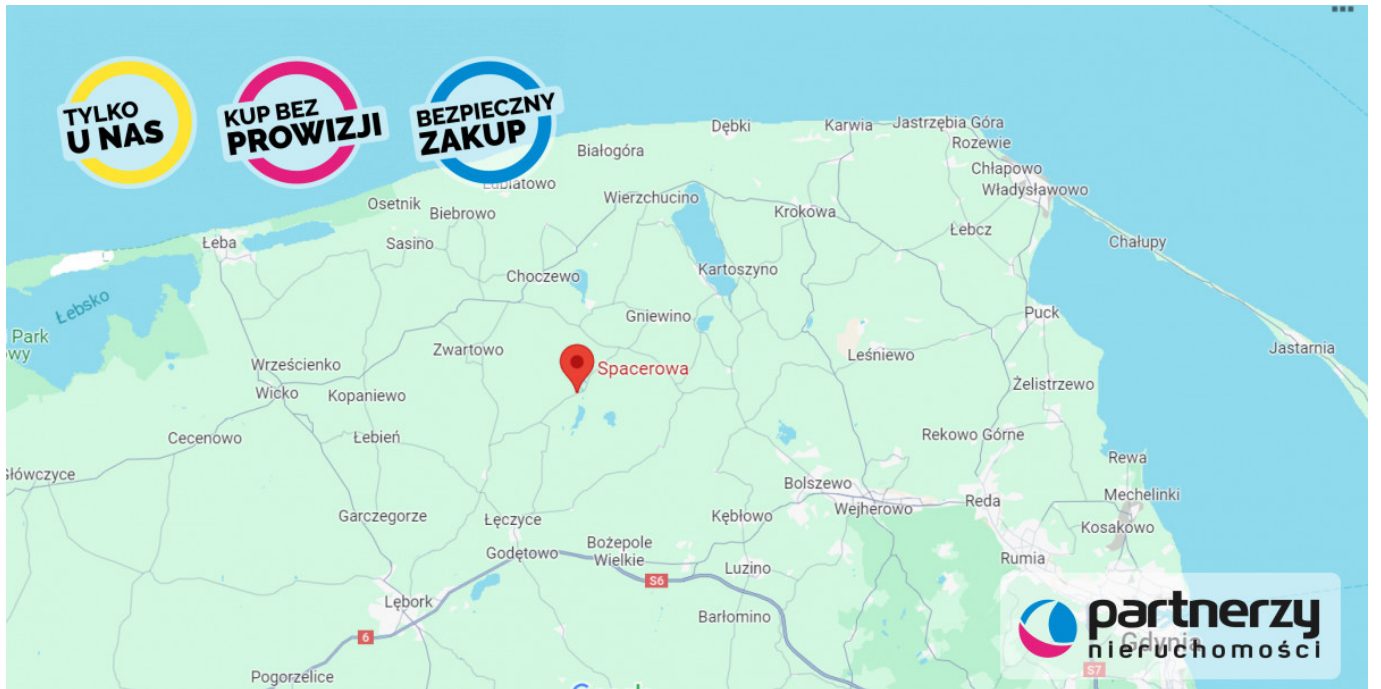 TYLKO
U NAS
KUP BEZ
PROWIZJI
BEZPIECZNY
ZAKUP
Dębki
Karwia
Jastrzębia Góra
Rozewie
Białogóra
Chłapowo
Władysławowo
Lubiatowo
Osetnik
Biebrowo
Wierzchucino
Krokowa
Łebcz
Łeba
Sasino
Chałupy
Choczewo
Kartoszyno
Łebsko
Gniewino
Puck
Park
wy
Zwartowo
Leśniewo
Jastarnia
Wrześcienko
Spacerowa
Żelistrzewo
Wicko
Kopaniewo
Cecenowo
Łebień
Rekowo Górne
Rewa
Słówczyce
Bolszewo
Mechelinki
Wejherowo
Reda
Garczegorze
Łęczyce
Kębłowo
Kosakowo
Bożepole
Wielkie
Godętowo
Luzino
Rumia
S6
Lębork
Barłomino
6
partnerzy
nieruchomości
Gdynia
S7
Pogorzelice